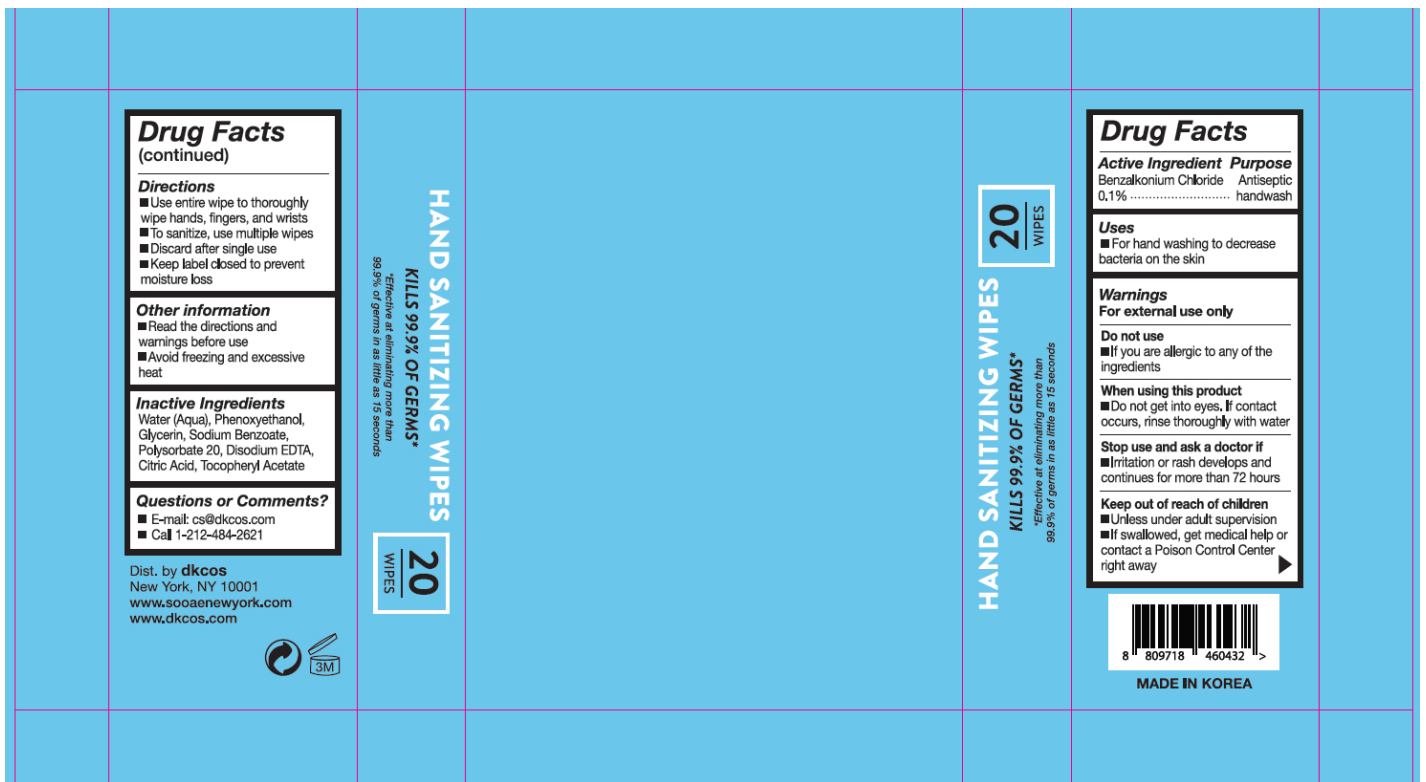 Drug Facts
(continued)
Directions
■ Use entire wipe to thoroughly
wipe hands, fingers, and wrists
■ To sanitize, use multiple wipes
■ Discard after single use
■ Keep label closed to prevent
moisture loss
Other information
■ Read the directions and
warnings before use
■ Avoid freezing and excessive
heat
Inactive Ingredients
Water (Aqua), Phenoxyethanol,
Glycerin, Sodium Benzoate,
Polysorbate 20, Disodium EDTA,
Citric Acid, Tocopheryl Acetate
Questions or Comments?
■ E-mail: cs@dkcos.com
■ Call 1-212-484-2621
Dist. by dkcos
New York, NY 10001
www.sooaenewyork.com
www.dkcos.com
3M
HAND SANITIZING WIPES
KILLS 99.9% OF GERMS*
*Effective at eliminating more than
99.9% of germs in as little as 15 seconds
20
WIPES
HAND SANITIZING WIPES
KILLS 99.9% OF GERMS*
*Effective at eliminating more than
99.9% of germs in as little as 15 seconds
20
WIPES
Drug Facts
Active Ingredient Purpose
Benzalkonium Chloride Antiseptic
0.1% ............................ handwash
Uses
■ For hand washing to decrease
bacteria on the skin
Warnings
For external use only
Do not use
■ If you are allergic to any of the
ingredients
When using this product
■ Do not get into eyes. If contact
occurs, rinse thoroughly with water
Stop use and ask a doctor if
■ Irritation or rash develops and
continues for more than 72 hours
Keep out of reach of children
■ Unless under adult supervision
■ If swallowed, get medical help or
contact a Poison Control Center
right away
8 809718 460432 >
MADE IN KOREA